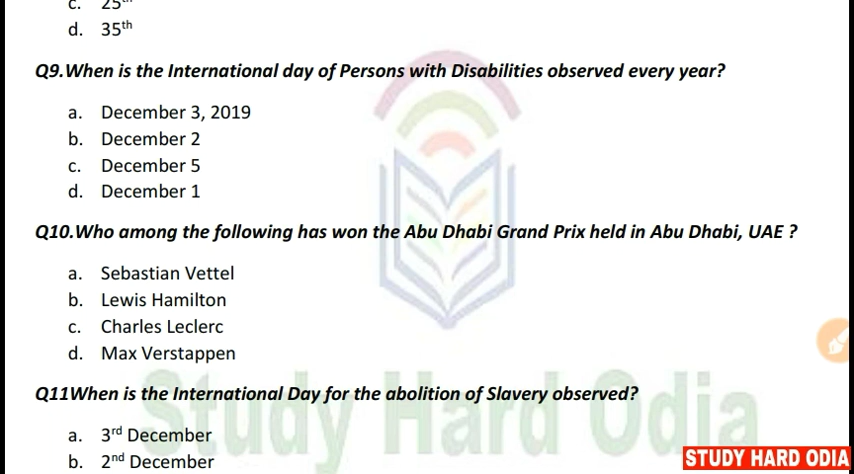 c. 25th
d. 35th
Q9.When is the International day of Persons with Disabilities observed every year?
a. December 3, 2019
b. December 2
c. December 5
d. December 1
Q10.Who among the following has won the Abu Dhabi Grand Prix held in Abu Dhabi, UAE ?
a. Sebastian Vettel
b. Lewis Hamilton
c. Charles Leclerc
d. Max Verstappen
Q11When is the International Day for the abolition of Slavery observed?
a. 3rd December
b. 2nd December
Study Hard Odia
STUDY HARD ODIA